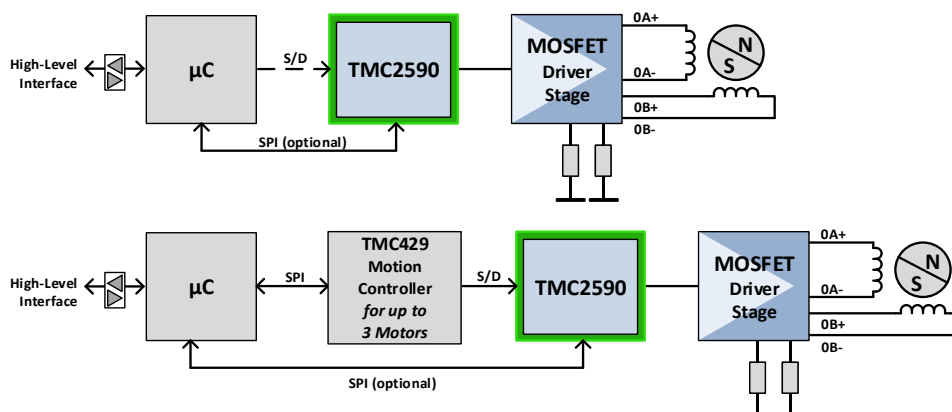 High-Level
Interface
µC
S/D
TMC2590
SPI (optional)
MOSFET
Driver
Stage
0A+
0A-
0B+
0B-
N
S
High-Level
Interface
µC
SPI
TMC429
Motion
Controller
for up to
3 Motors
S/D
TMC2590
SPI (optional)
MOSFET
Driver
Stage
0A+
0A-
0B+
0B-
N
S